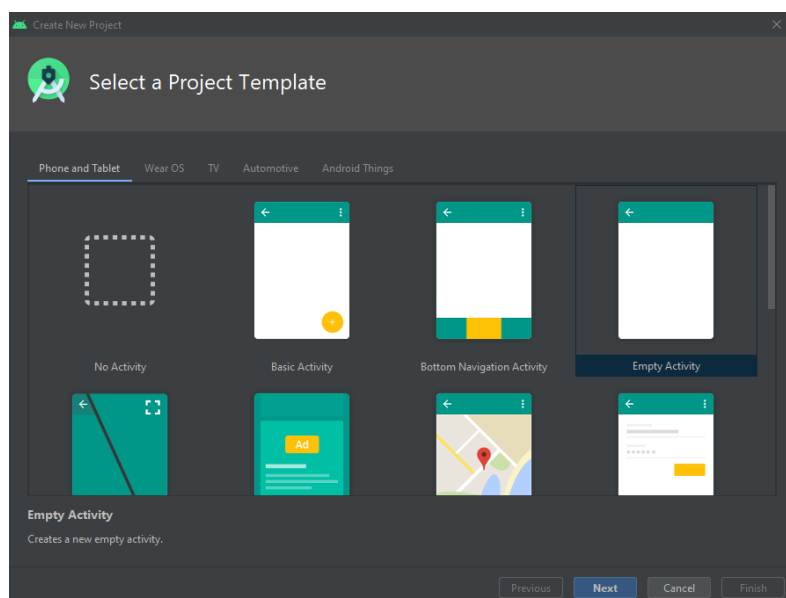 Create New Project
Select a Project Template
Phone and Tablet Wear OS TV Automotive Android Things
No Activity Basic Activity Bottom Navigation Activity Empty Activity
Ad
Empty Activity
Creates a new empty activity.
Previous Next Cancel Finish